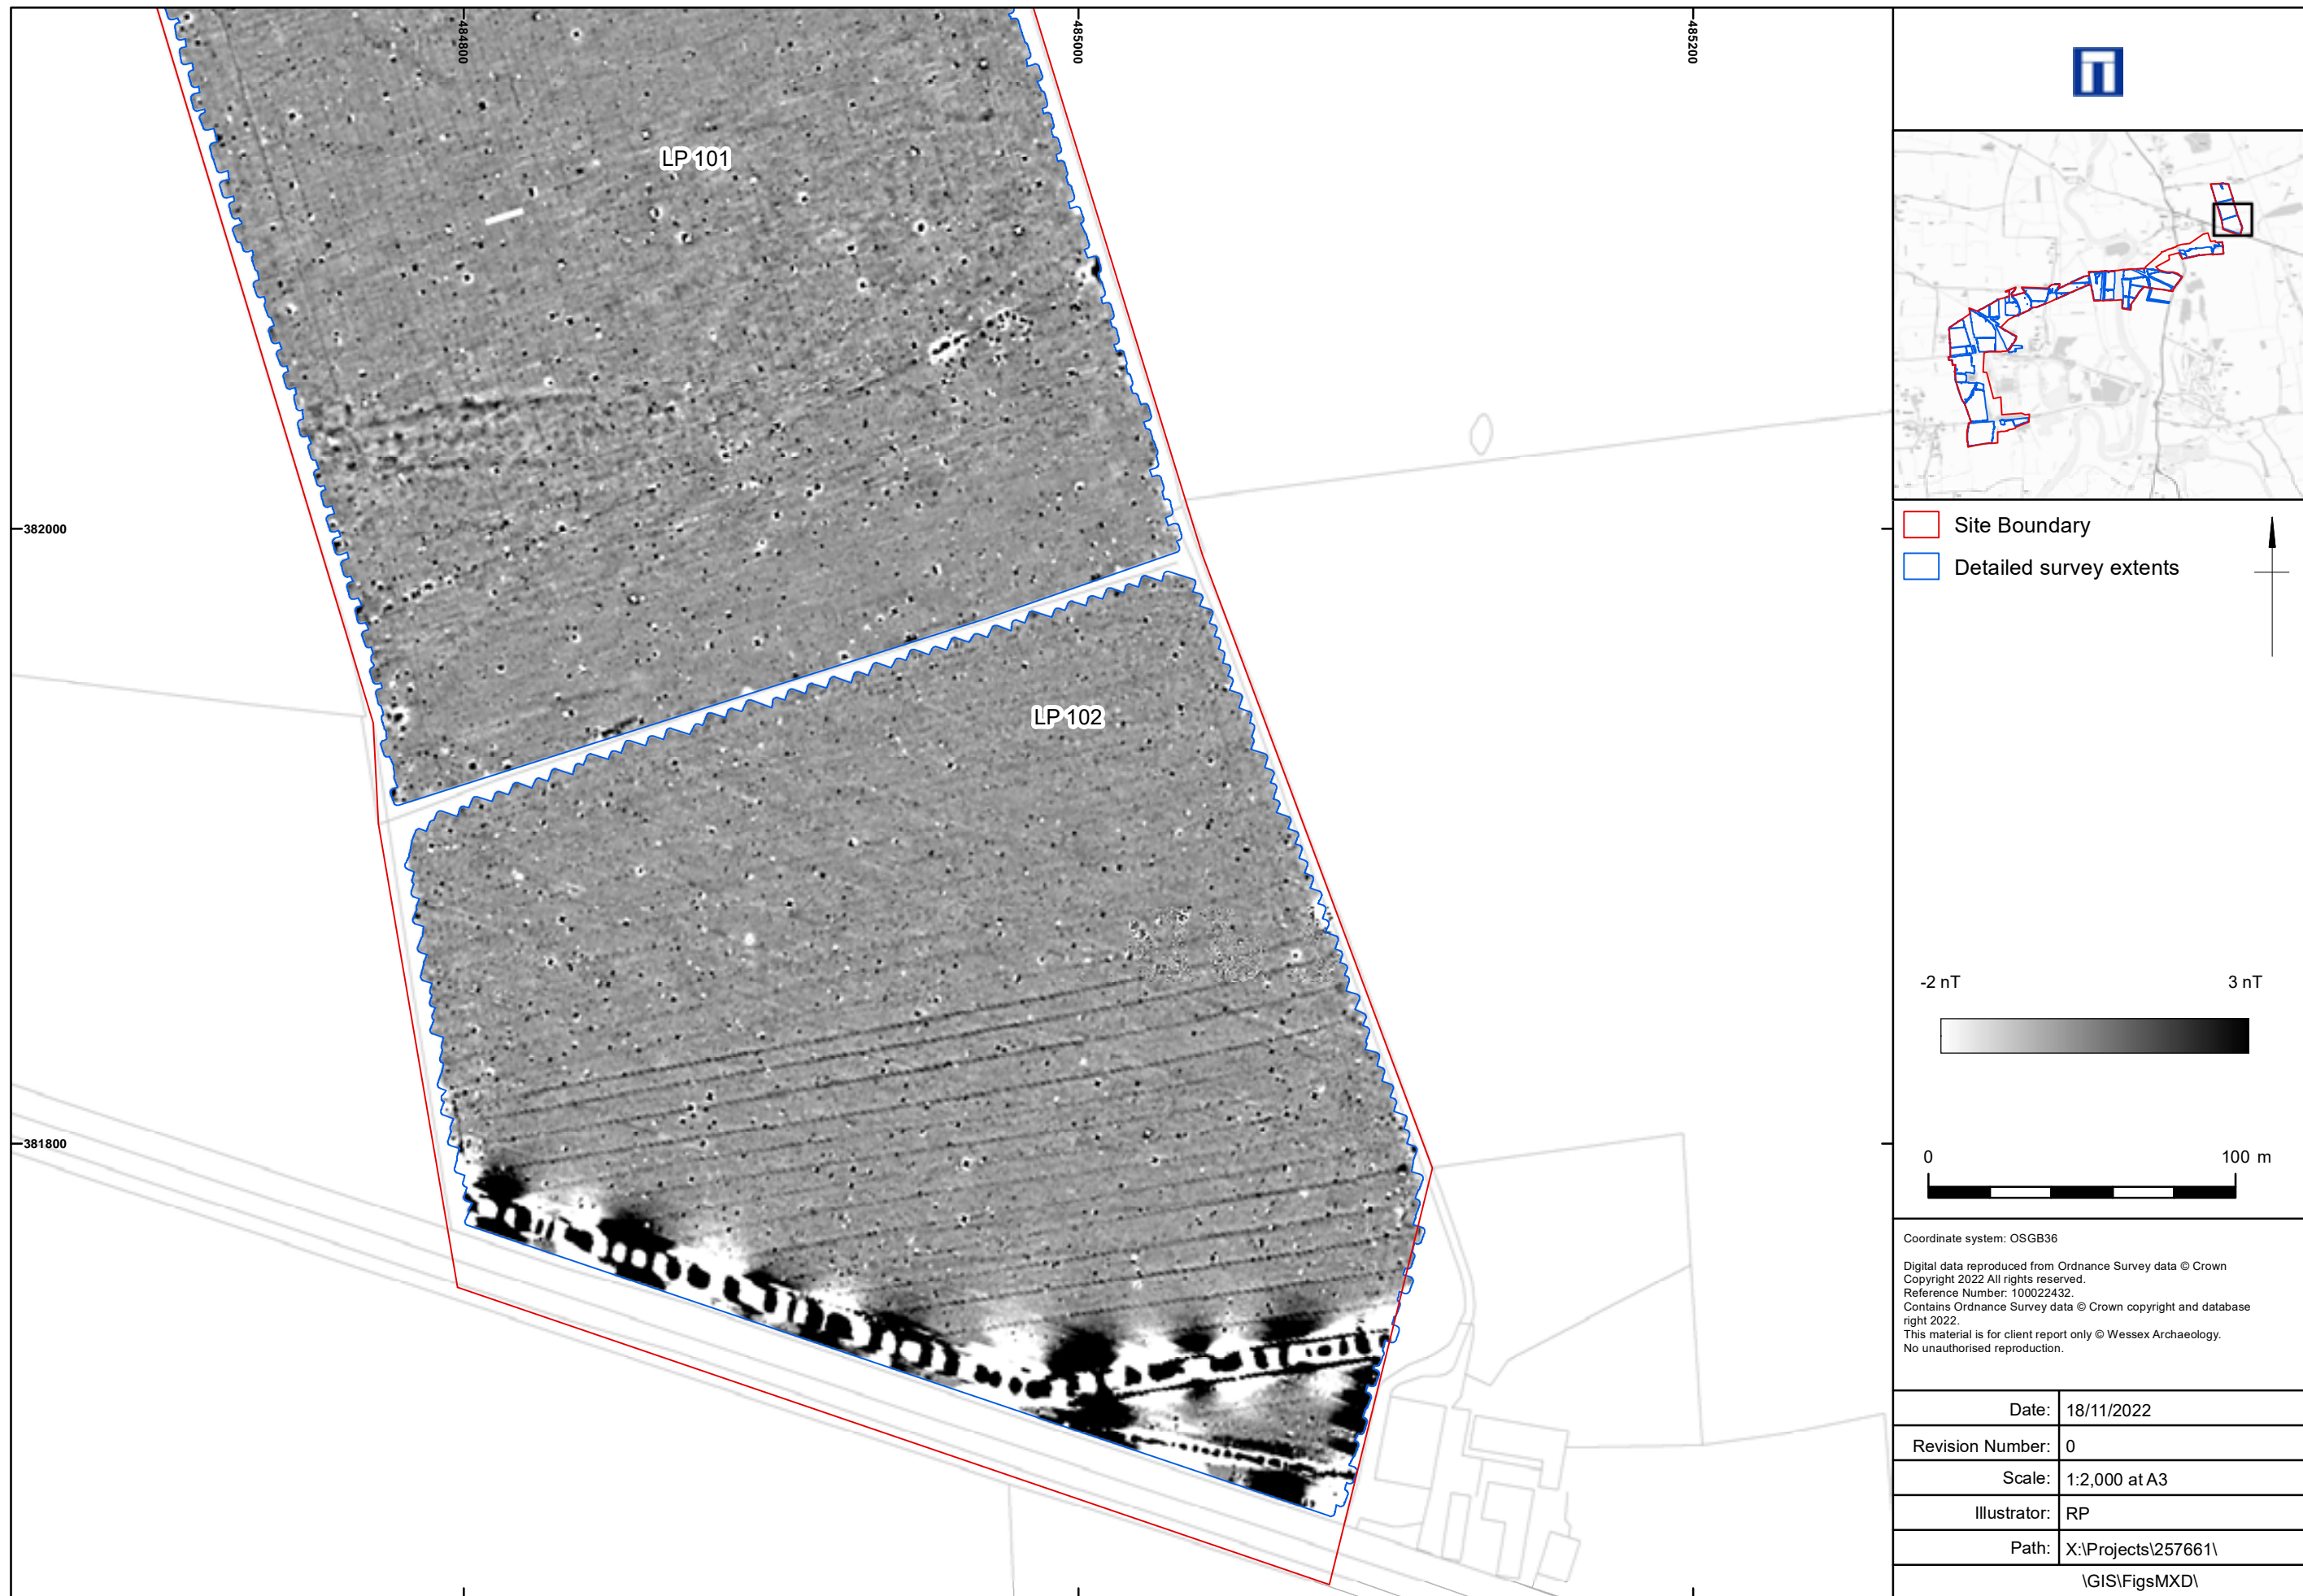 484800
485000
485200
LP 101
382000
LP 102
381800
Site Boundary
Detailed survey extents
-2 nT
3 nT
0
100 m
Coordinate system: OSGB36
Digital data reproduced from Ordnance Survey data © Crown
Copyright 2022 All rights reserved.
Reference Number: 100022432.
Contains Ordnance Survey data © Crown copyright and database
right 2022.
This material is for client report only © Wessex Archaeology.
No unauthorised reproduction.
Date: 18/11/2022
Revision Number: 0
Scale: 1:2,000 at A3
Illustrator: RP
Path: X:\Projects\257661\
\GIS\FigsMXD\